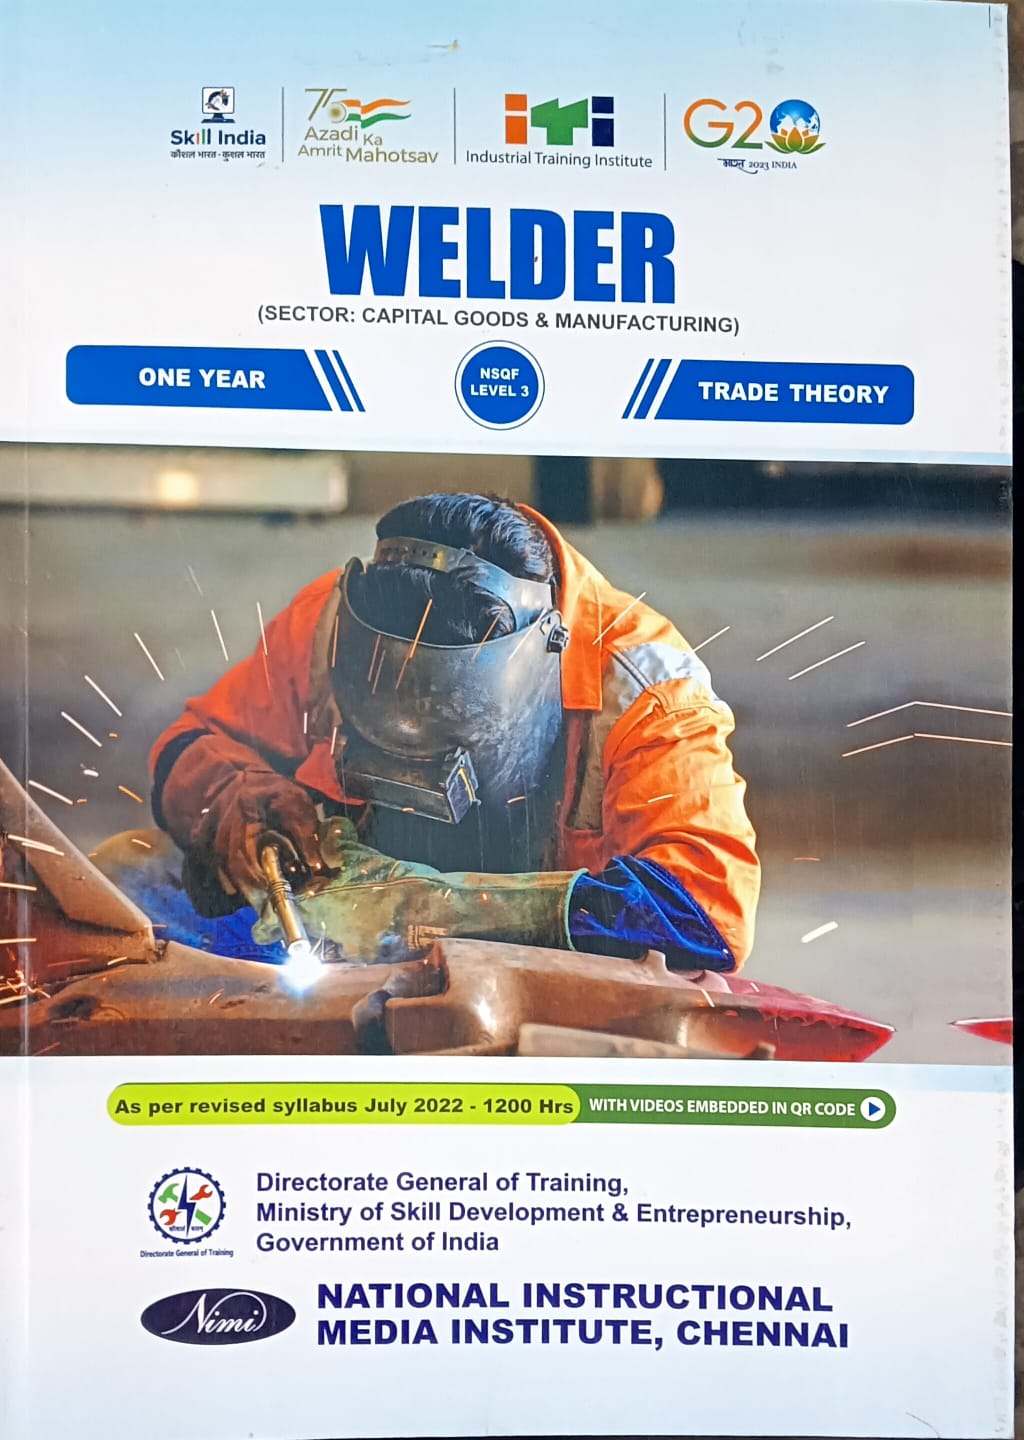 Skill India
कौशल भारत - कुशल भारत
75
Azadi Ka
Amrit Mahotsav
iTi
Industrial Training Institute
G20
भारत 2023 INDIA
WELDER
(SECTOR: CAPITAL GOODS & MANUFACTURING)
ONE YEAR
NSQF
LEVEL 3
TRADE THEORY
As per revised syllabus July 2022 - 1200 Hrs
WITH VIDEOS EMBEDDED IN QR CODE
Directorate General of Training
Directorate General of Training,
Ministry of Skill Development & Entrepreneurship,
Government of India
Nimi
NATIONAL INSTRUCTIONAL
MEDIA INSTITUTE, CHENNAI